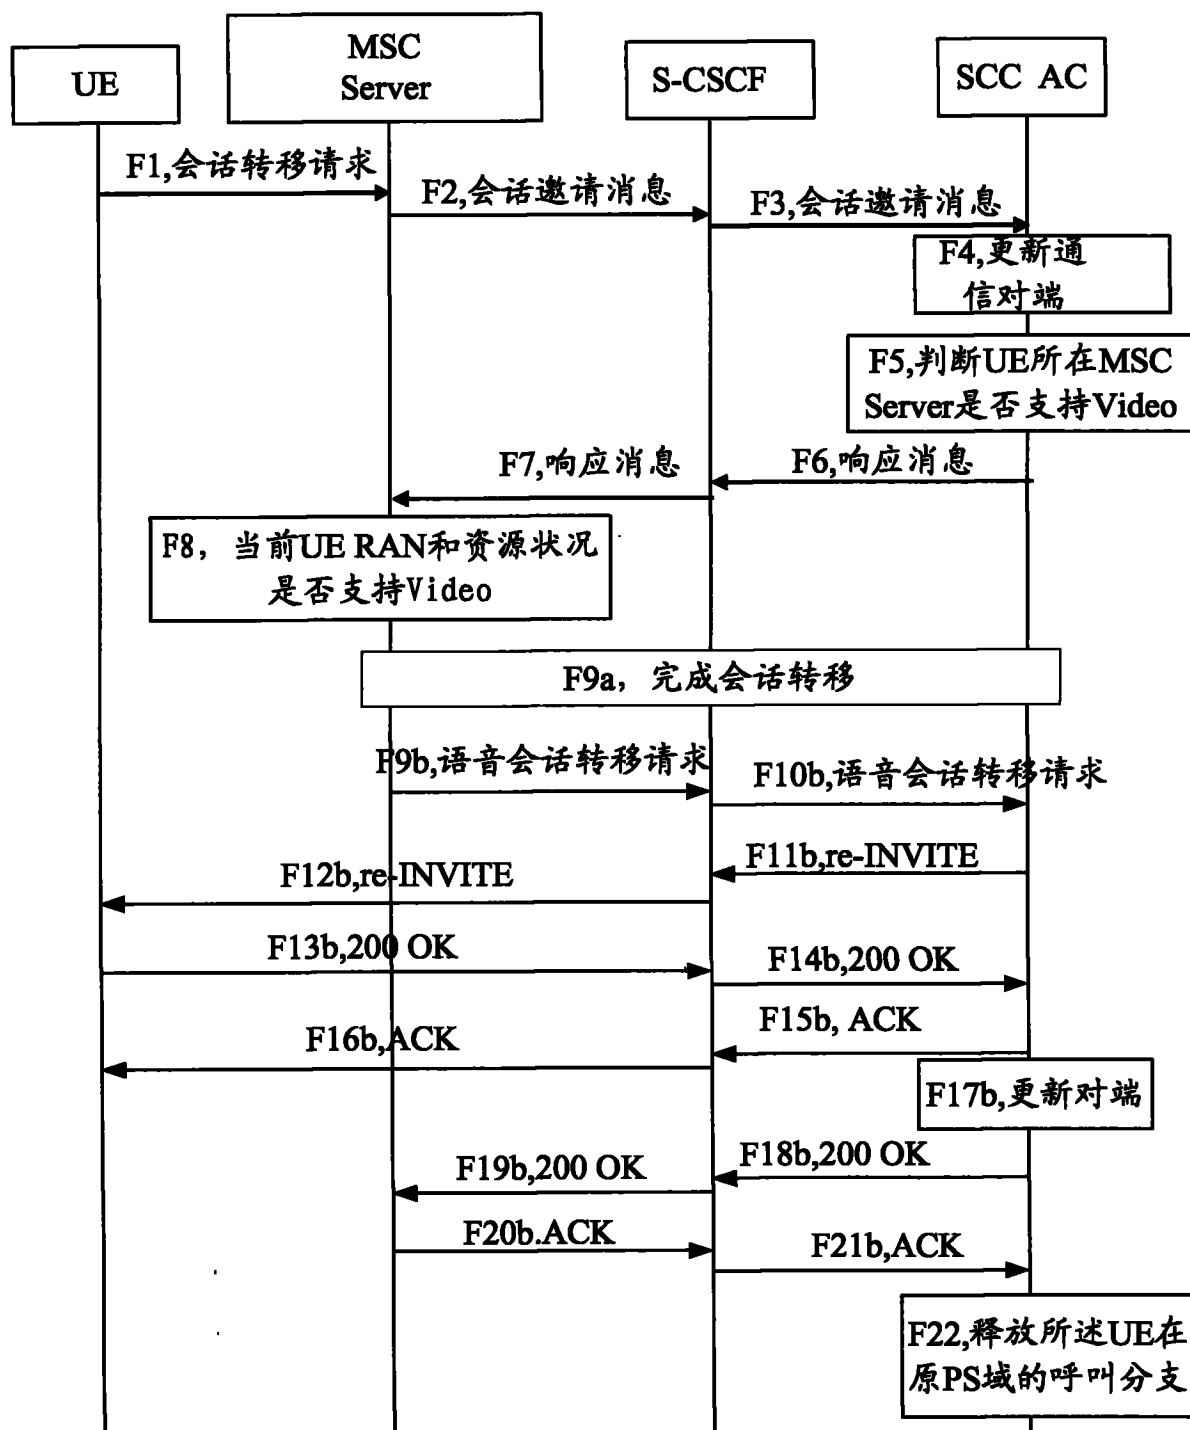 UE
MSC
Server
S-CSCF
SCC AC
F1,会话转移请求
F2,会话邀请消息
F3,会话邀请消息
F4,更新通
信对端
F5,判断UE所在MSC
Server是否支持Video
F6,响应消息
F7,响应消息
F8，当前UE RAN和资源状况
是否支持Video
F9a，完成会话转移
F9b,语音会话转移请求
F10b,语音会话转移请求
F11b,re-INVITE
F12b,re-INVITE
F13b,200 OK
F14b,200 OK
F15b, ACK
F16b,ACK
F17b,更新对端
F18b,200 OK
F19b,200 OK
F20b.ACK
F21b,ACK
F22,释放所述UE在
原PS域的呼叫分支